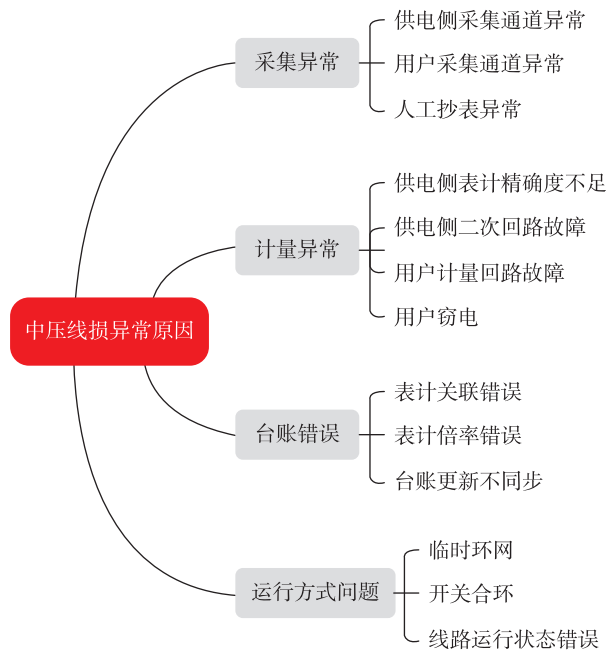 中压线损异常原因
采集异常
供电侧采集通道异常
用户采集通道异常
人工抄表异常
计量异常
供电侧表计精确度不足
供电侧二次回路故障
用户计量回路故障
用户窃电
台账错误
表计关联错误
表计倍率错误
台账更新不同步
运行方式问题
临时环网
开关合环
线路运行状态错误